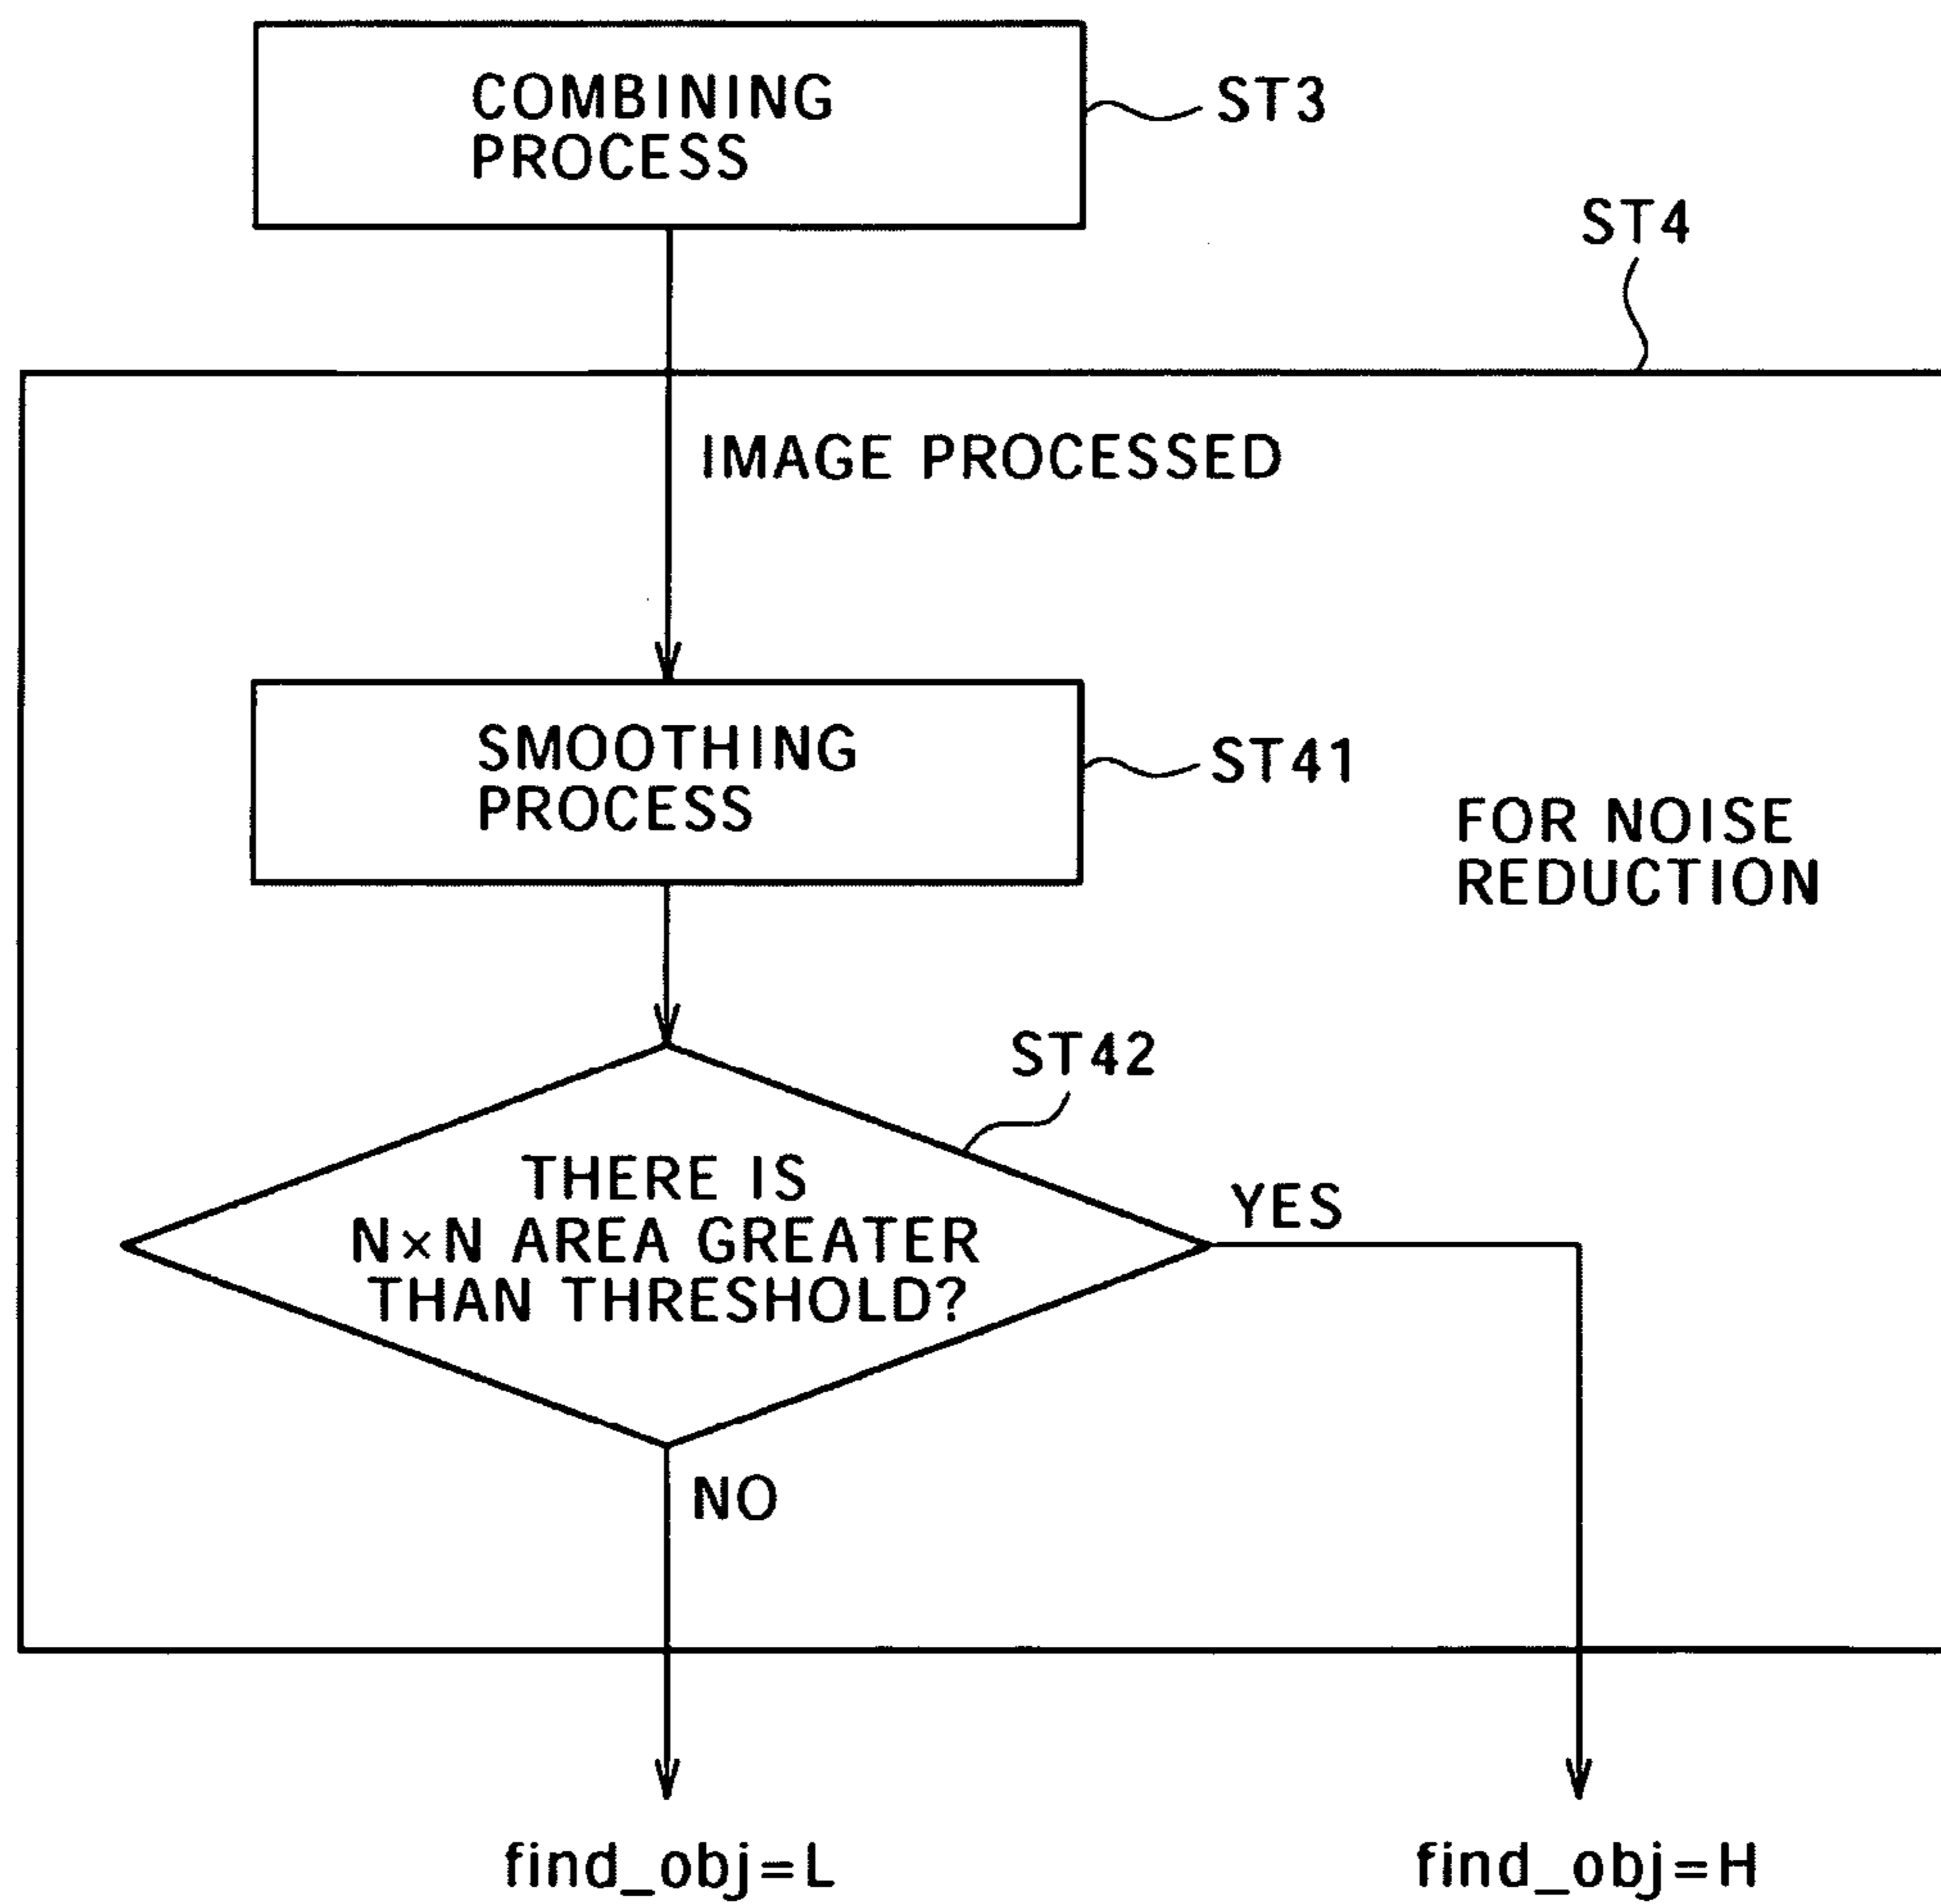 COMBINING
PROCESS
ST3
ST4
IMAGE PROCESSED
SMOOTHING
PROCESS
ST41
FOR NOISE
REDUCTION
ST42
THERE IS
N×N AREA GREATER
THAN THRESHOLD?
YES
NO
find_obj=L
find_obj=H